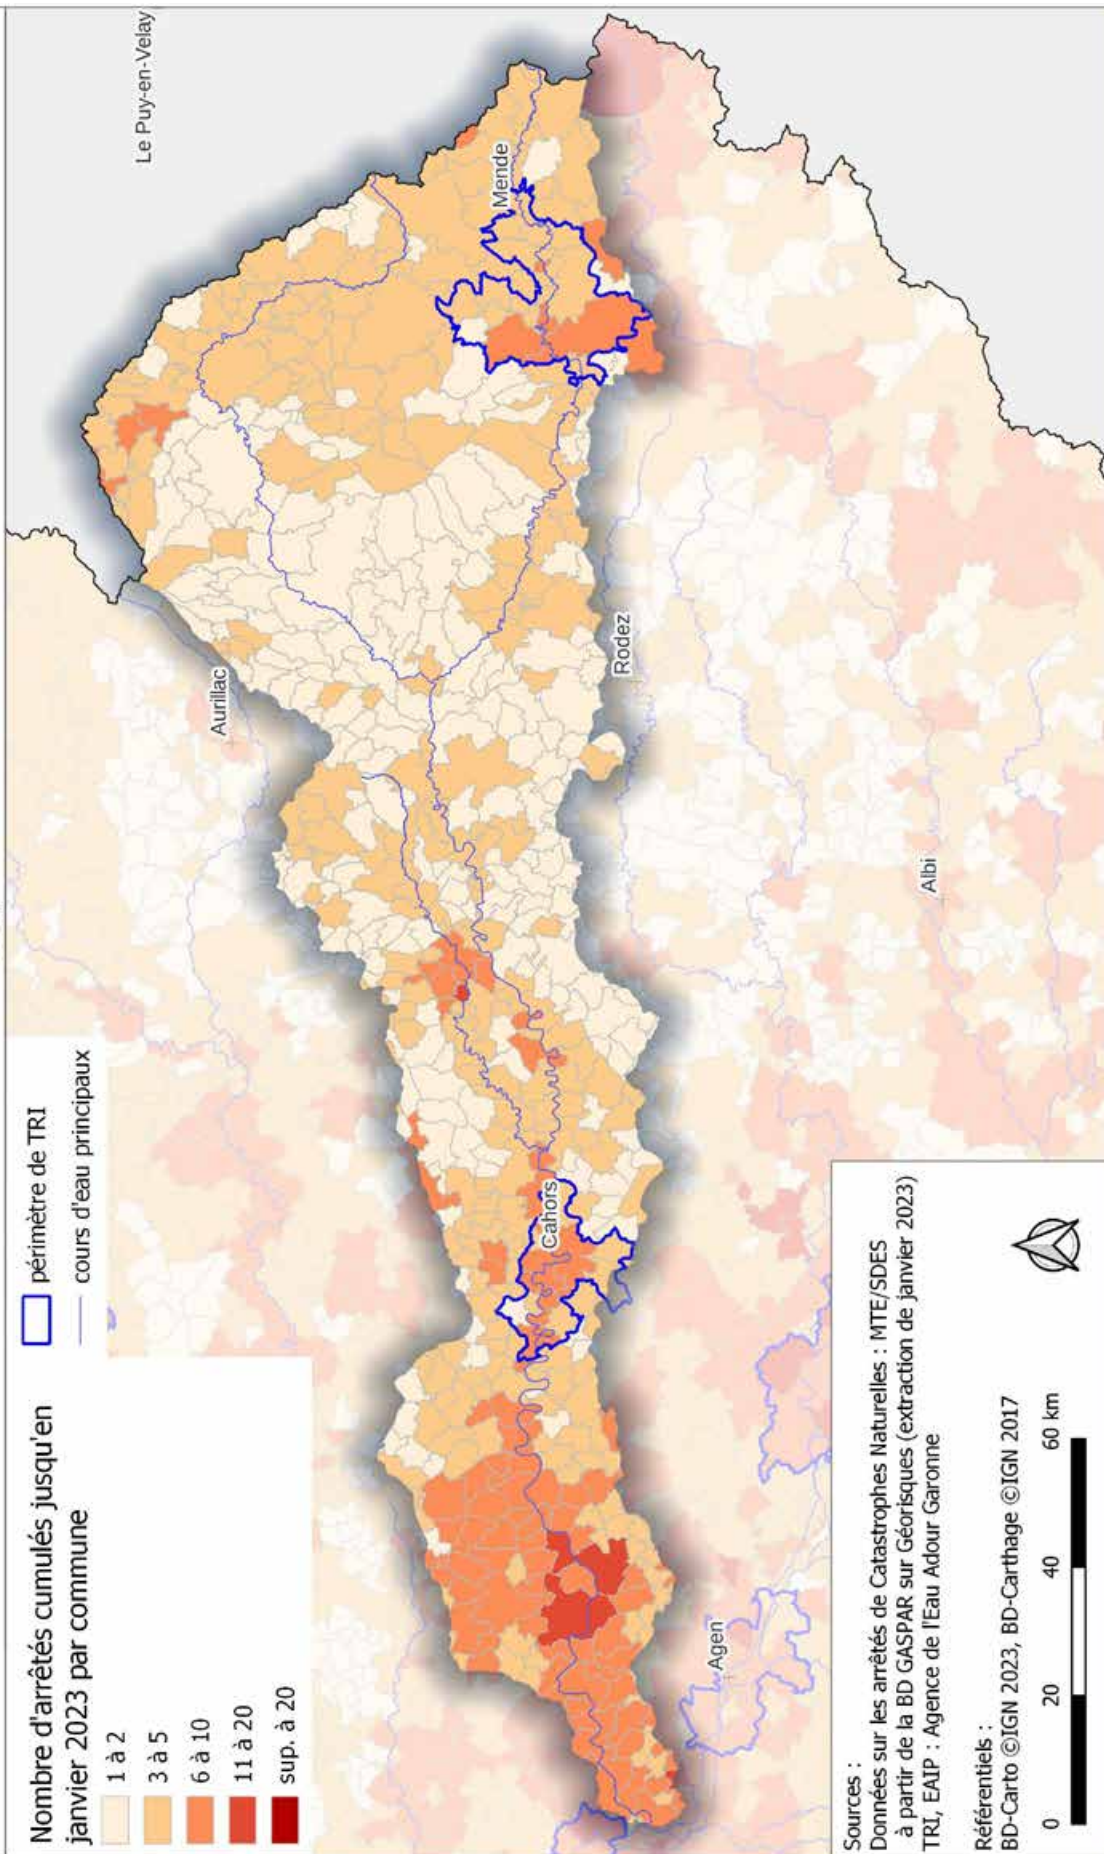 Nombre d'arrêtés cumulés jusqu'en
janvier 2023 par commune
1 à 2
3 à 5
6 à 10
11 à 20
sup. à 20
périmètre de TRI
cours d'eau principaux
Le Puy-en-Velay
Aurillac
Mende
Rodez
Cahors
Albi
Agen
Sources :
Données sur les arrêtés de Catastrophes Naturelles : MTE/SDES
à partir de la BD GASPAR sur Géorisques (extraction de janvier 2023)
TRI, EAIP : Agence de l'Eau Adour Garonne
Référentiels :
BD-Carto ©IGN 2023, BD-Carthage ©IGN 2017
0 20 40 60 km